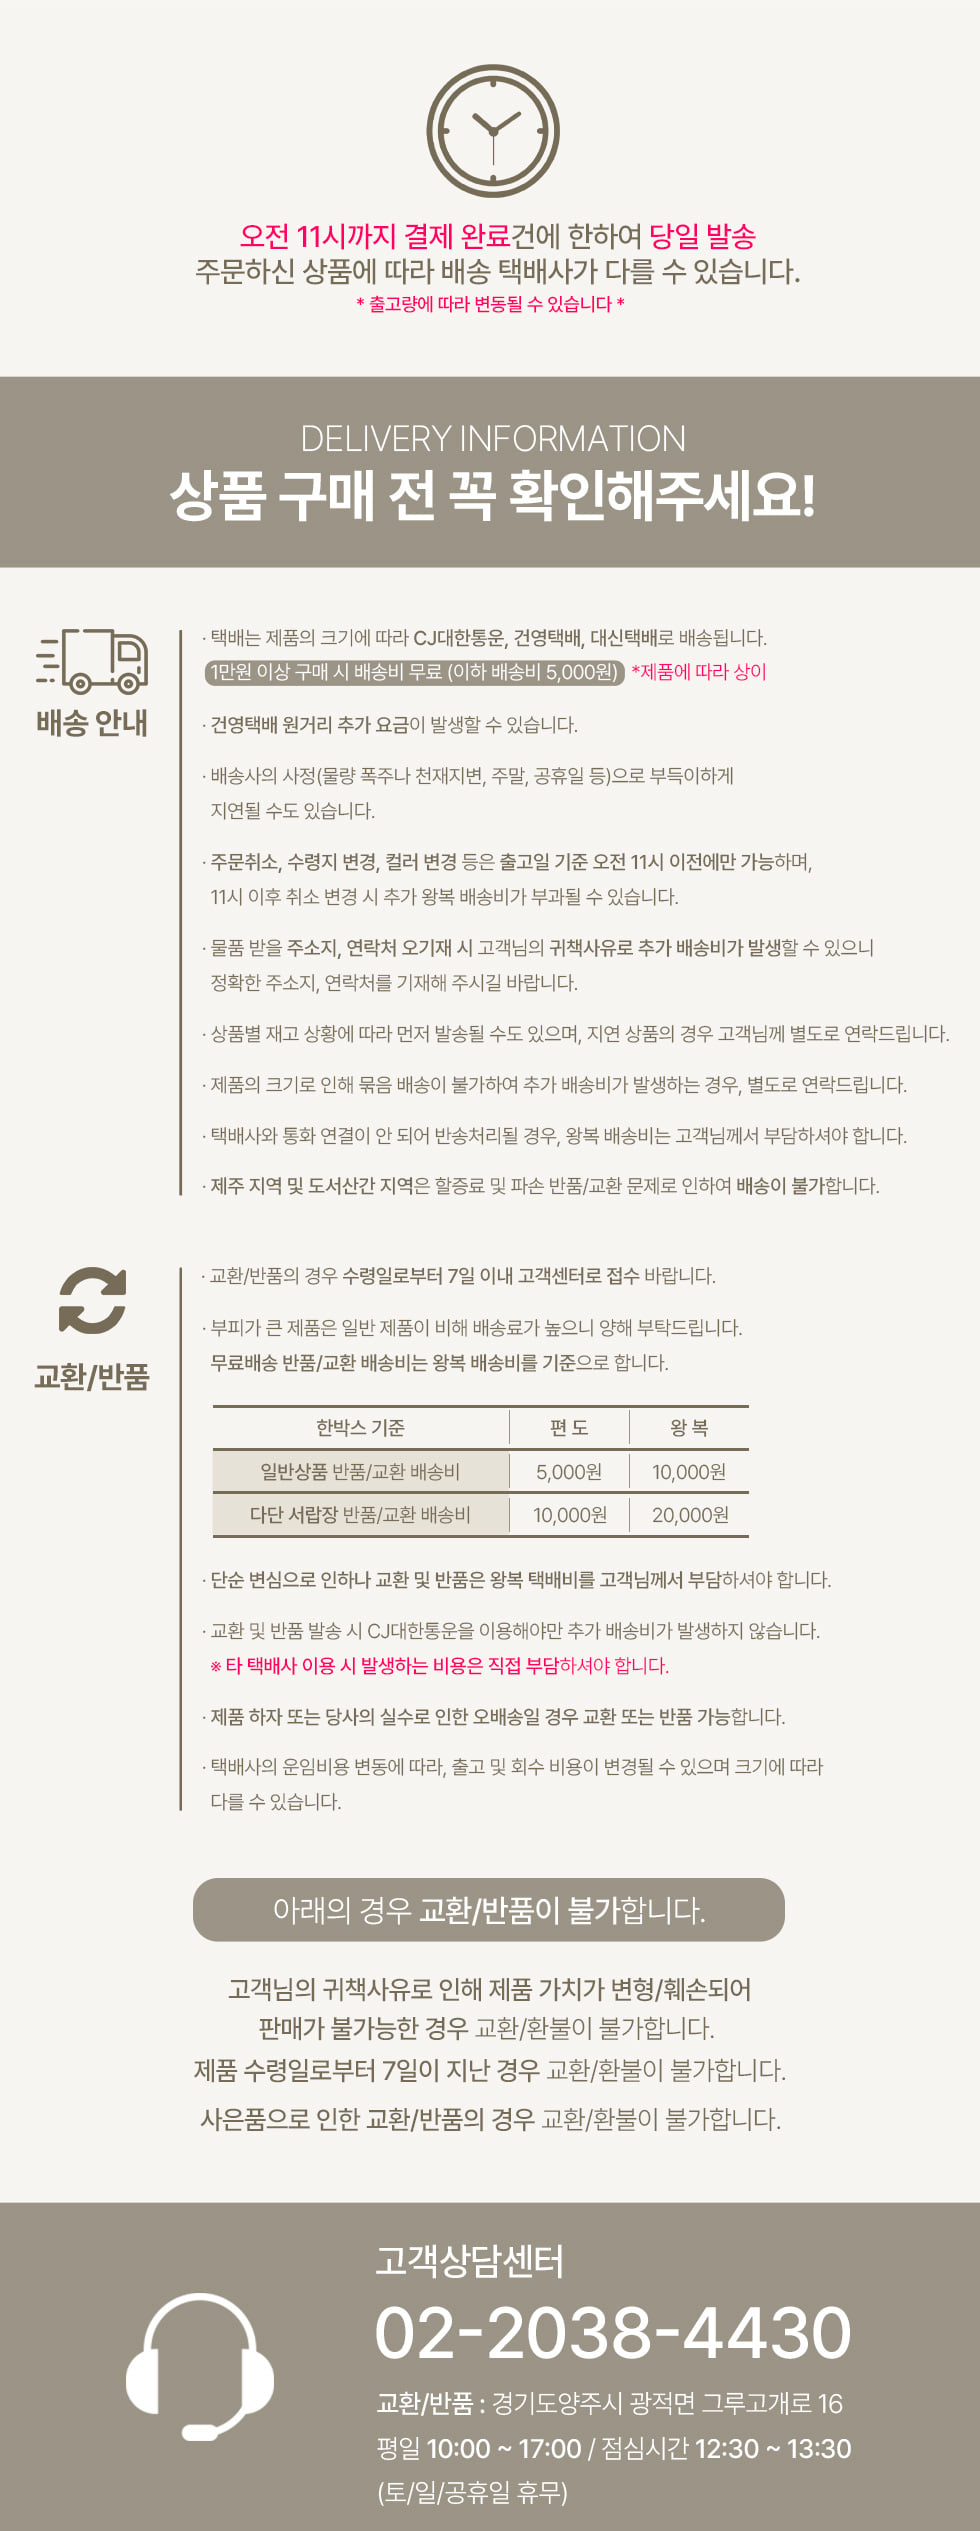 오전 11시까지 결제 완료건에 한하여 당일 발송
주문하신 상품에 따라 배송 택배사가 다를 수 있습니다.
* 출고량에 따라 변동될 수 있습니다 *
DELIVERY INFORMATION
상품 구매 전 꼭 확인해주세요!
배송 안내
· 택배는 제품의 크기에 따라 CJ대한통운, 건영택배, 대신택배로 배송됩니다.
1만원 이상 구매 시 배송비 무료 (이하 배송비 5,000원) *제품에 따라 상이
· 건영택배 원거리 추가 요금이 발생할 수 있습니다.
· 배송사의 사정(물량 폭주나 천재지변, 주말, 공휴일 등)으로 부득이하게
지연될 수도 있습니다.
· 주문취소, 수령지 변경, 컬러 변경 등은 출고일 기준 오전 11시 이전에만 가능하며,
11시 이후 취소 변경 시 추가 왕복 배송비가 부과될 수 있습니다.
· 물품 받을 주소지, 연락처 오기재 시 고객님의 귀책사유로 추가 배송비가 발생할 수 있으니
정확한 주소지, 연락처를 기재해 주시길 바랍니다.
· 상품별 재고 상황에 따라 먼저 발송될 수도 있으며, 지연 상품의 경우 고객님께 별도로 연락드립니다.
· 제품의 크기로 인해 묶음 배송이 불가하여 추가 배송비가 발생하는 경우, 별도로 연락드립니다.
· 택배사와 통화 연결이 안 되어 반송처리될 경우, 왕복 배송비는 고객님께서 부담하셔야 합니다.
· 제주 지역 및 도서산간 지역은 할증료 및 파손 반품/교환 문제로 인하여 배송이 불가합니다.
교환/반품
· 교환/반품의 경우 수령일로부터 7일 이내 고객센터로 접수 바랍니다.
· 부피가 큰 제품은 일반 제품이 비해 배송료가 높으니 양해 부탁드립니다.
무료배송 반품/교환 배송비는 왕복 배송비를 기준으로 합니다.
한박스 기준 편 도 왕 복
일반상품 반품/교환 배송비 5,000원 10,000원
다단 서랍장 반품/교환 배송비 10,000원 20,000원
· 단순 변심으로 인하나 교환 및 반품은 왕복 택배비를 고객님께서 부담하셔야 합니다.
· 교환 및 반품 발송 시 CJ대한통운을 이용해야만 추가 배송비가 발생하지 않습니다.
※ 타 택배사 이용 시 발생하는 비용은 직접 부담하셔야 합니다.
· 제품 하자 또는 당사의 실수로 인한 오배송일 경우 교환 또는 반품 가능합니다.
· 택배사의 운임비용 변동에 따라, 출고 및 회수 비용이 변경될 수 있으며 크기에 따라
다를 수 있습니다.
아래의 경우 교환/반품이 불가합니다.
고객님의 귀책사유로 인해 제품 가치가 변형/훼손되어
판매가 불가능한 경우 교환/환불이 불가합니다.
제품 수령일로부터 7일이 지난 경우 교환/환불이 불가합니다.
사은품으로 인한 교환/반품의 경우 교환/환불이 불가합니다.
고객상담센터
02-2038-4430
교환/반품 : 경기도양주시 광적면 그루고개로 16
평일 10:00 ~ 17:00 / 점심시간 12:30 ~ 13:30
(토/일/공휴일 휴무)